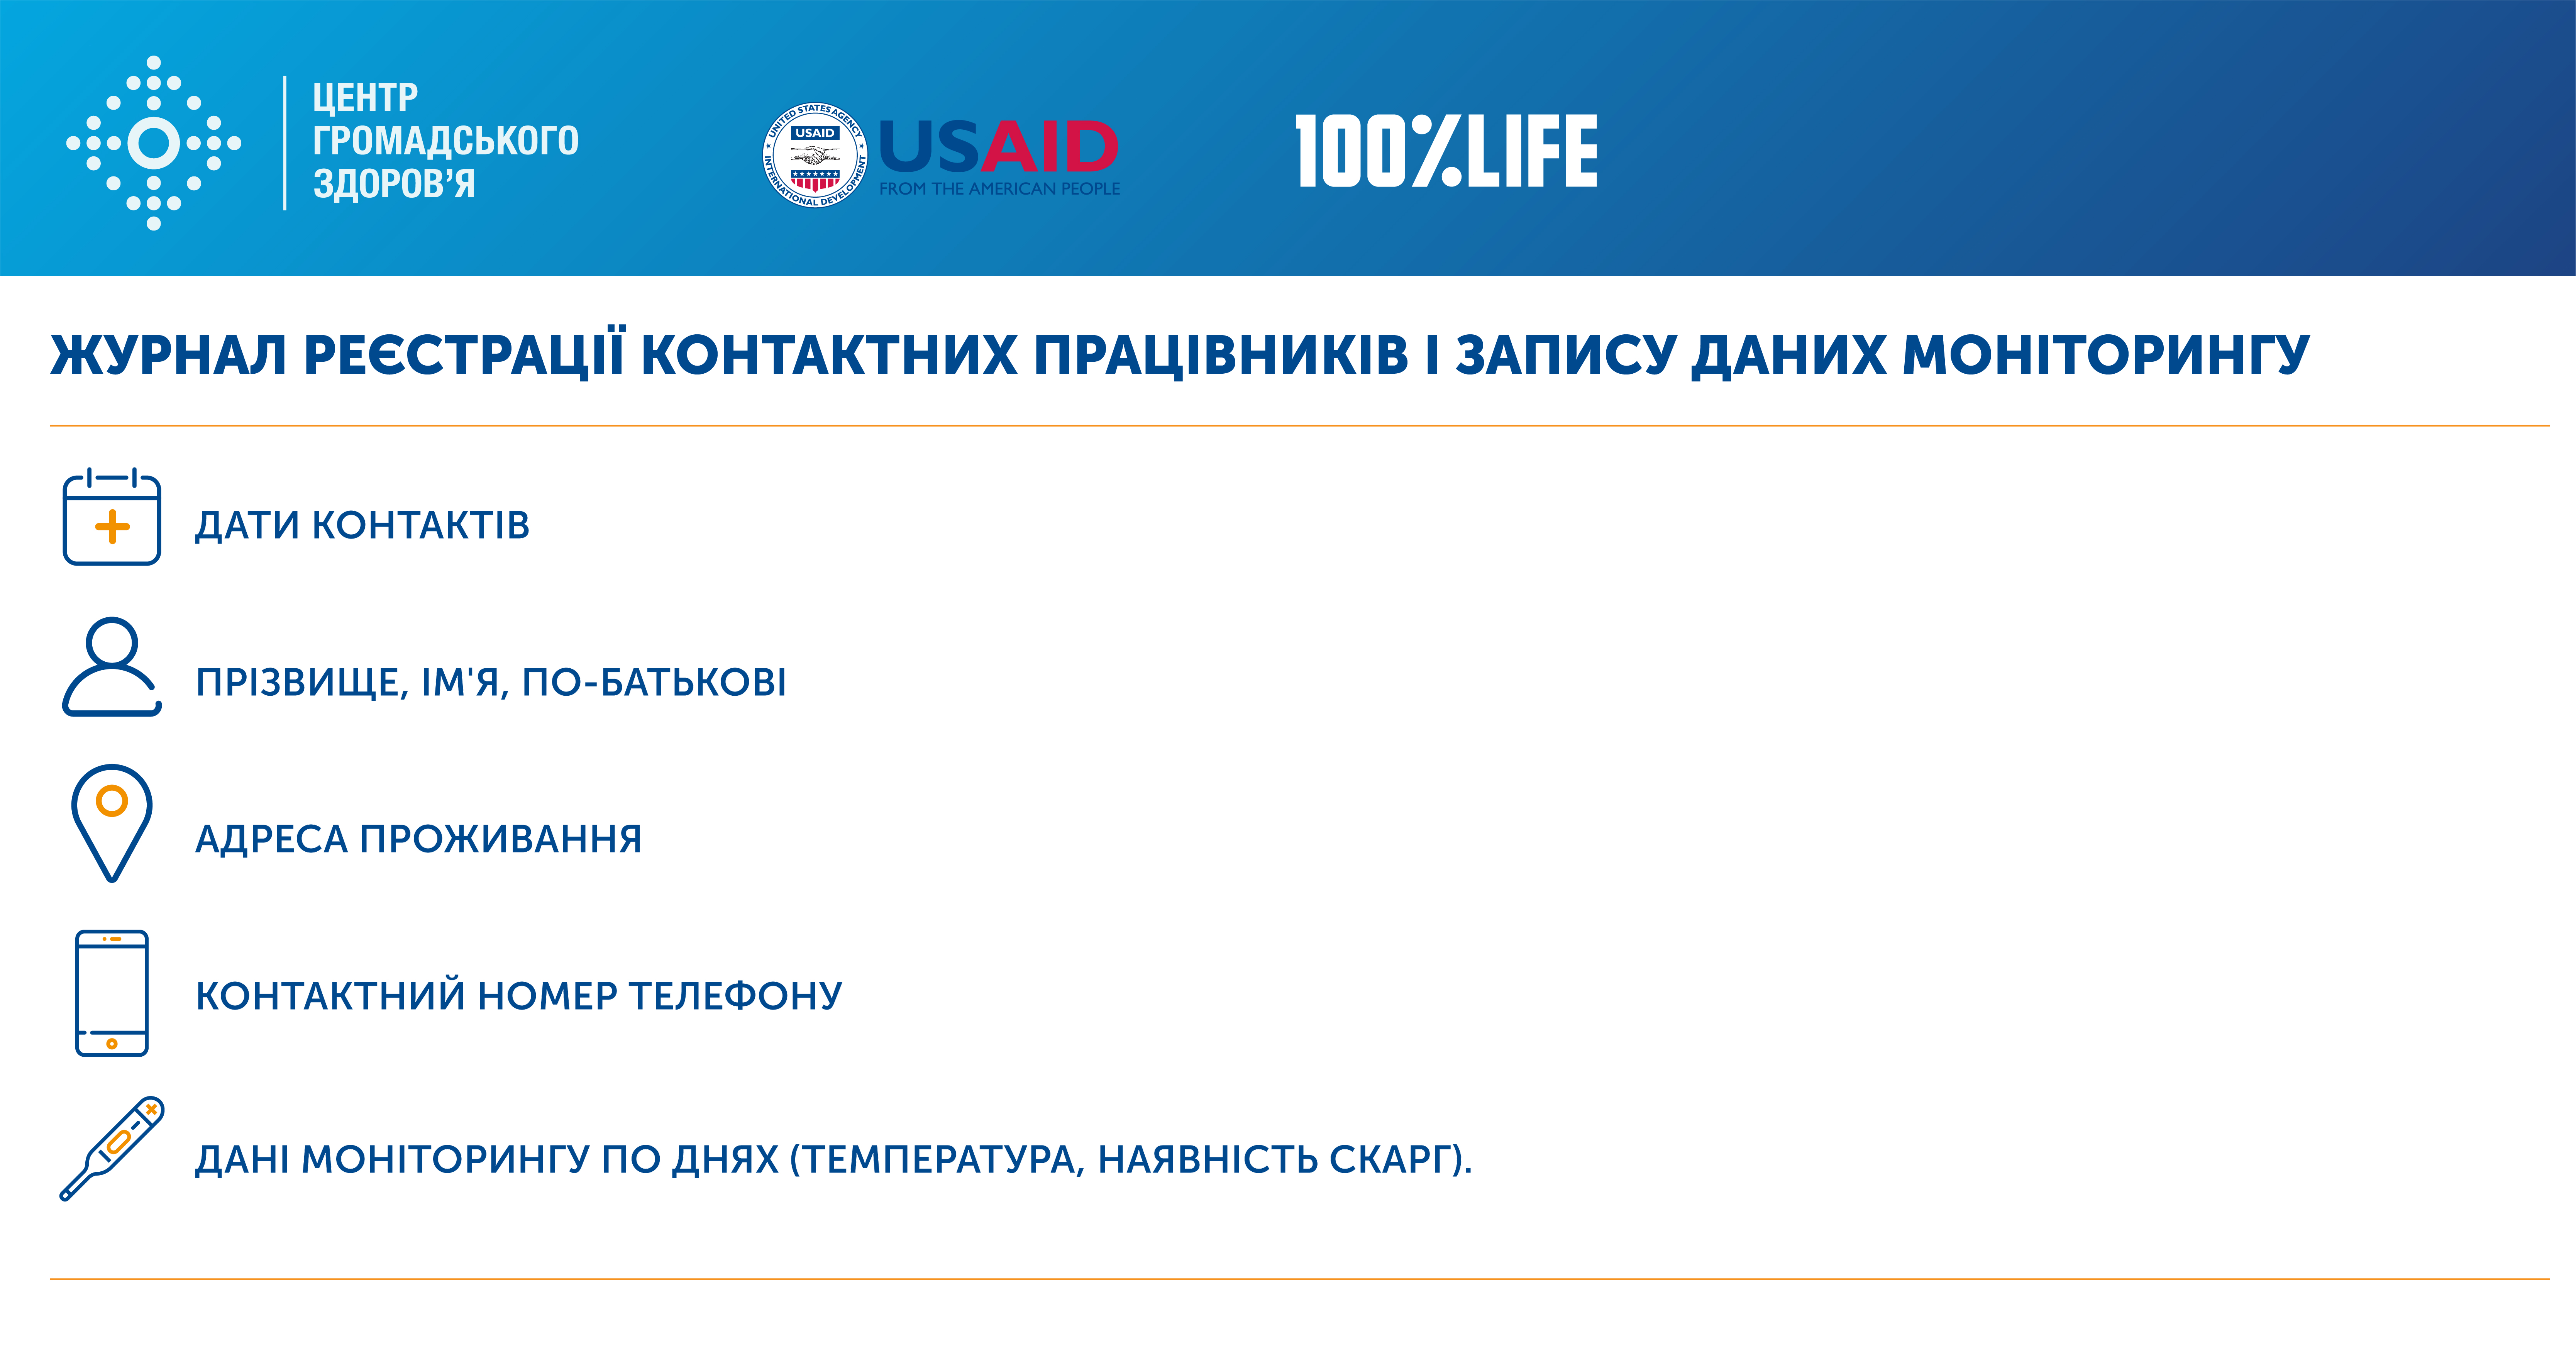 ЦЕНТР
ГРОМАДСЬКОГО
ЗДОРОВ’Я
UNITED STATES AGENCY
USAID
INTERNATIONAL DEVELOPMENT
USAID
FROM THE AMERICAN PEOPLE
100%LIFE
ЖУРНАЛ РЕЄСТРАЦІЇ КОНТАКТНИХ ПРАЦІВНИКІВ І ЗАПИСУ ДАНИХ МОНІТОРИНГУ
ДАТИ КОНТАКТІВ
ПРІЗВИЩЕ, ІМ'Я, ПО-БАТЬКОВІ
АДРЕСА ПРОЖИВАННЯ
КОНТАКТНИЙ НОМЕР ТЕЛЕФОНУ
ДАНІ МОНІТОРИНГУ ПО ДНЯХ (ТЕМПЕРАТУРА, НАЯВНІСТЬ СКАРГ).